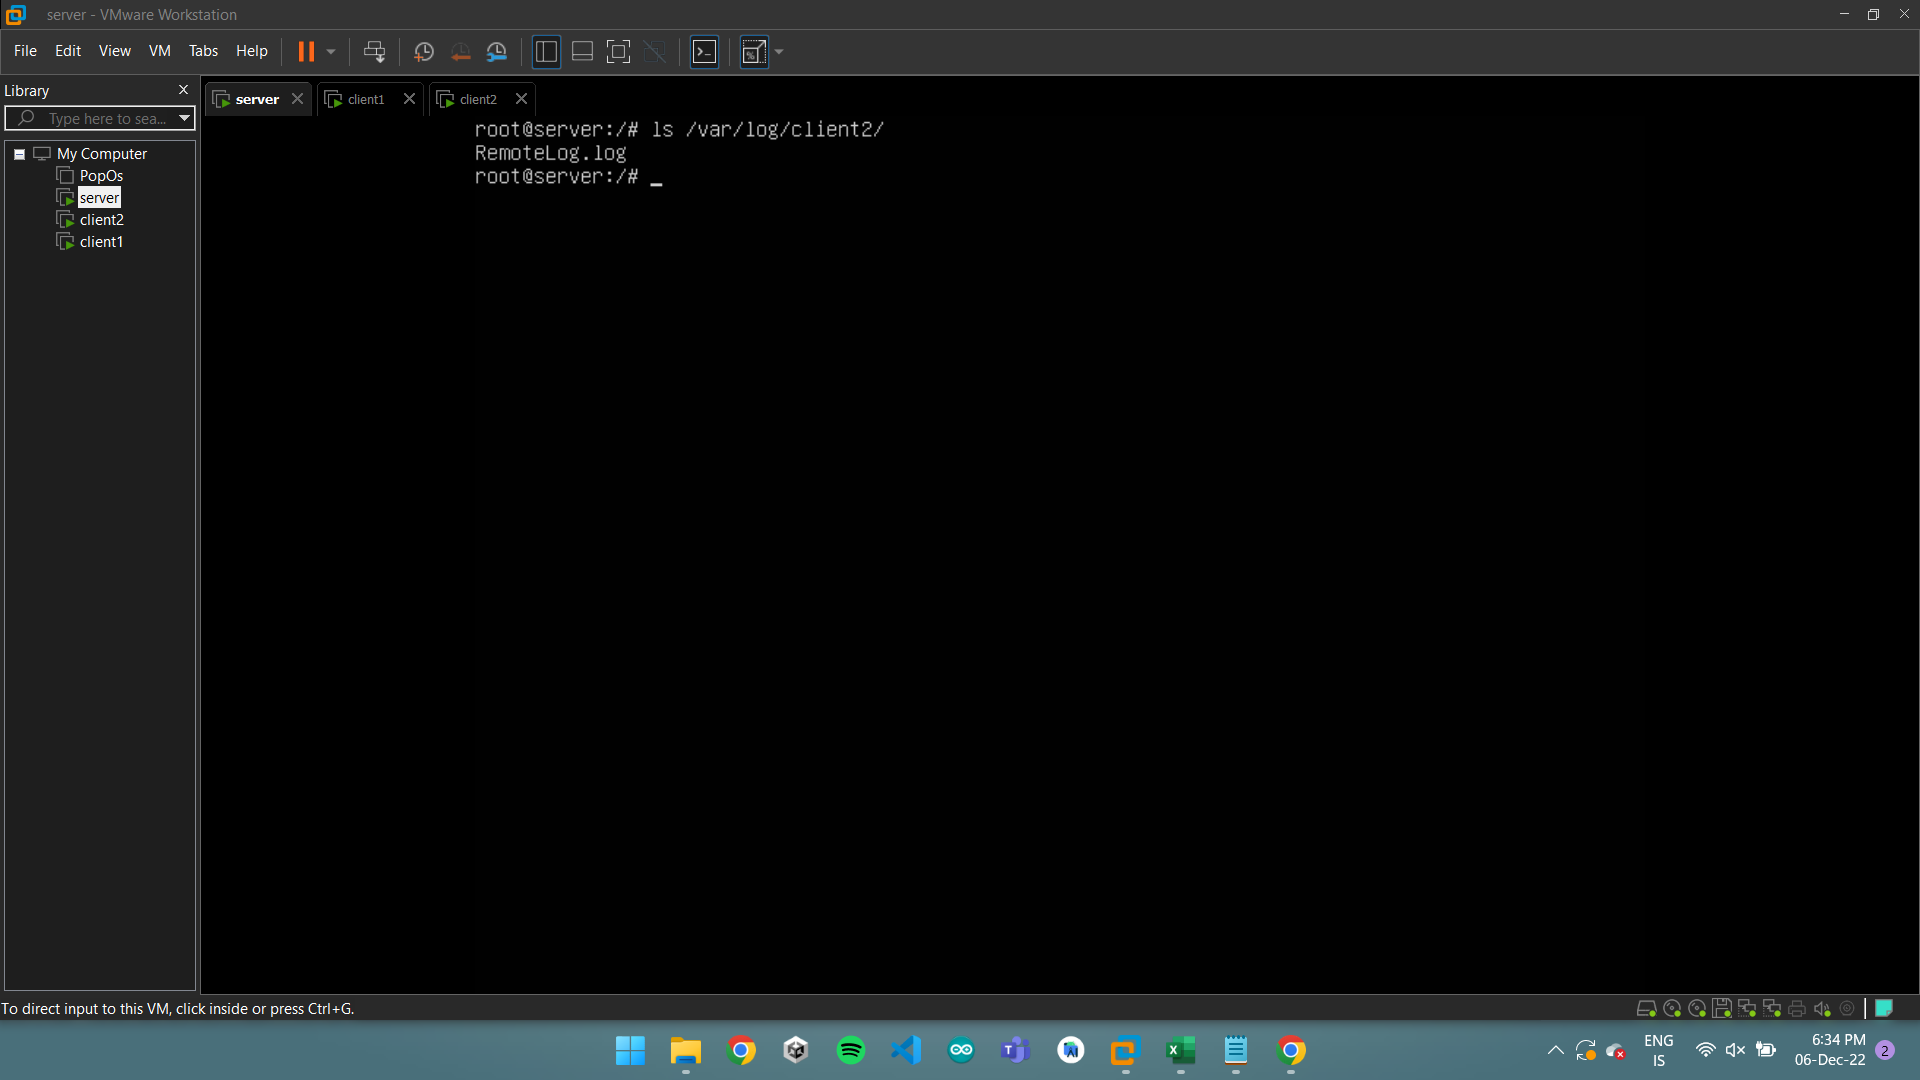 server - VMware Workstation
File Edit View VM Tabs Help
Library
Type here to sea...
My Computer
PopOs
server
client2
client1
server
client1
client2
root@server:/# ls /var/log/client2/
RemoteLog.log
root@server:/# _
To direct input to this VM, click inside or press Ctrl+G.
ENG
IS
6:34 PM
06-Dec-22
2